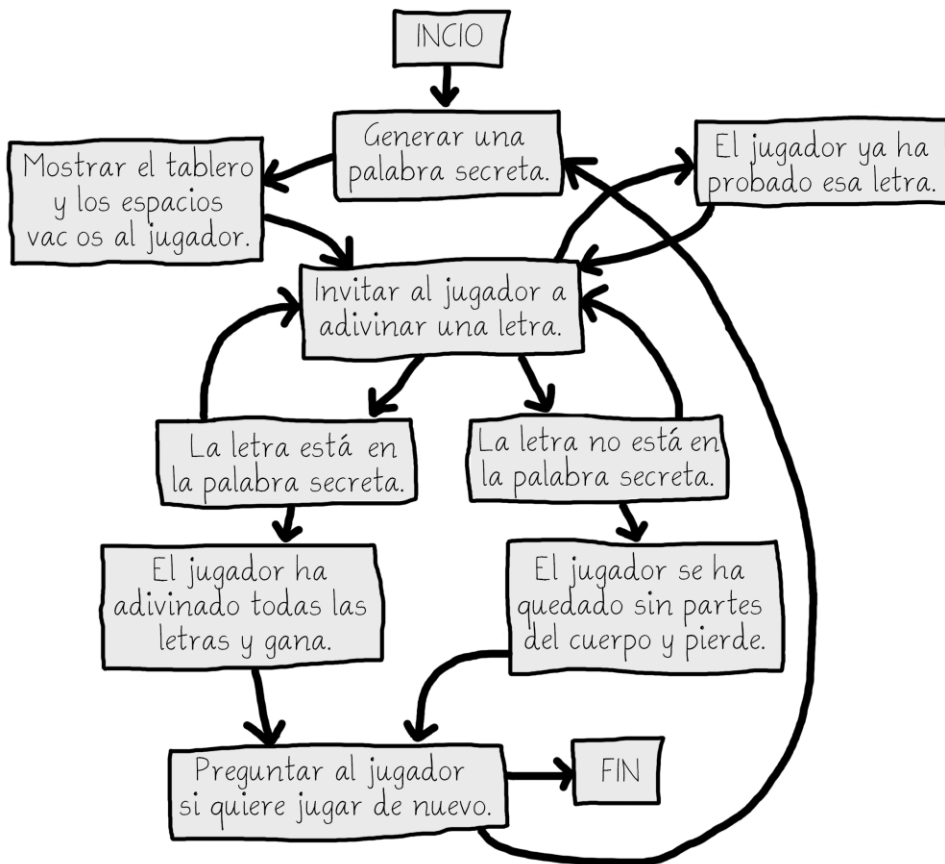 INCIO
Generar una
palabra secreta.
El jugador ya ha
probado esa letra.
Mostrar el tablero
y los espacios
vac os al jugador.
Invitar al jugador a
adivinar una letra.
La letra está en
la palabra secreta.
La letra no está en
la palabra secreta.
El jugador ha
adivinado todas las
letras y gana.
El jugador se ha
quedado sin partes
del cuerpo y pierde.
Preguntar al jugador
si quiere jugar de nuevo.
FIN